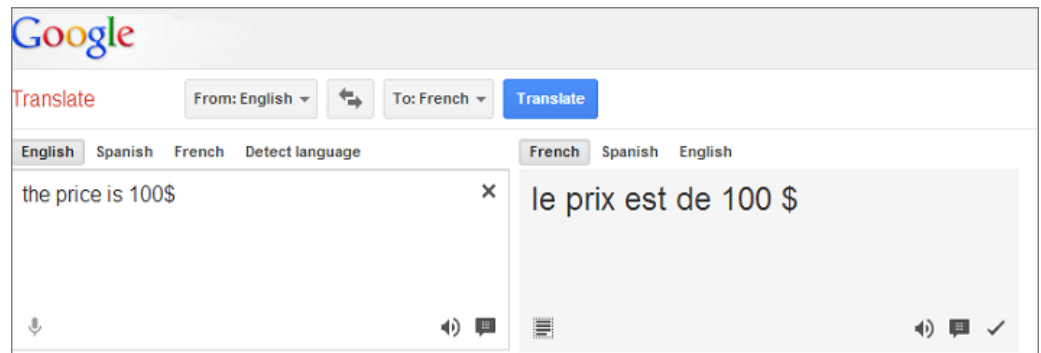 Google
Translate From: English To: French Translate
English Spanish French Detect language French Spanish English
the price is 100$ le prix est de 100 $